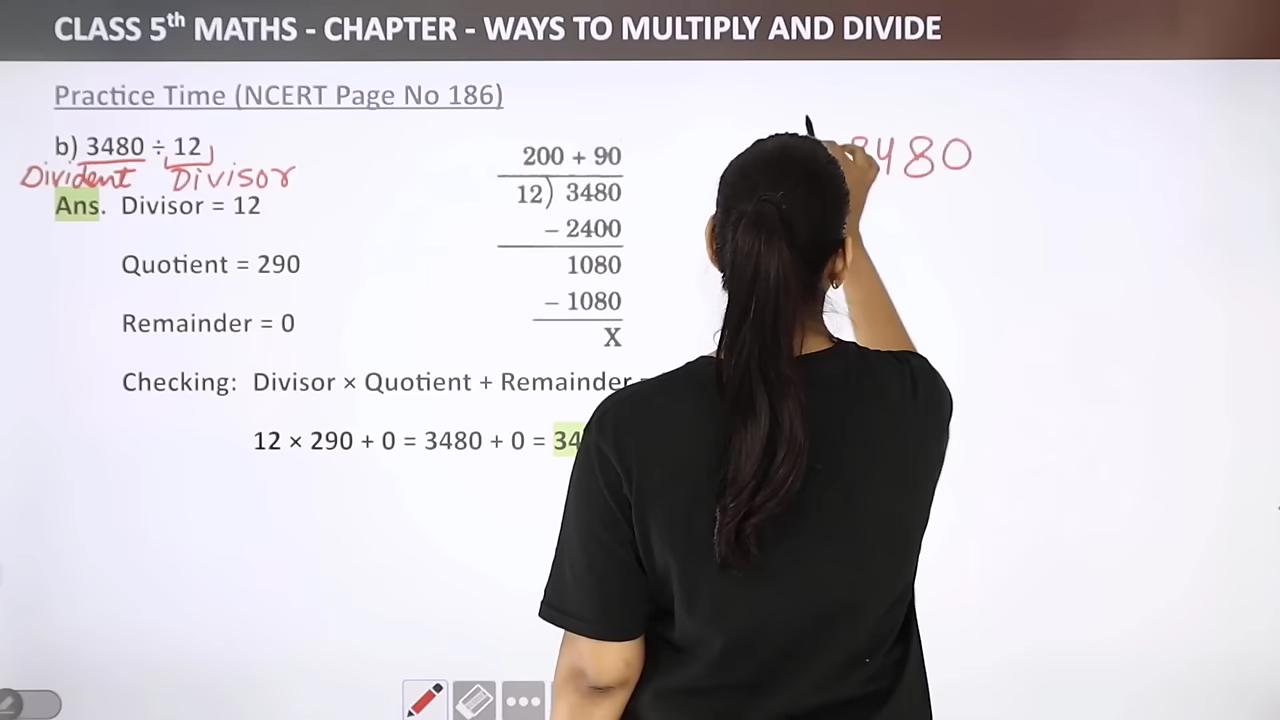 CLASS 5th MATHS - CHAPTER - WAYS TO MULTIPLY AND DIVIDE
Practice Time (NCERT Page No 186)
b) 3480 ÷ 12
Divident Divisor
Ans. Divisor = 12
Quotient = 290
Remainder = 0
200 + 90
12) 3480
– 2400
1080
– 1080
X
Checking: Divisor × Quotient + Remainder
12 × 290 + 0 = 3480 + 0 = 34
3480